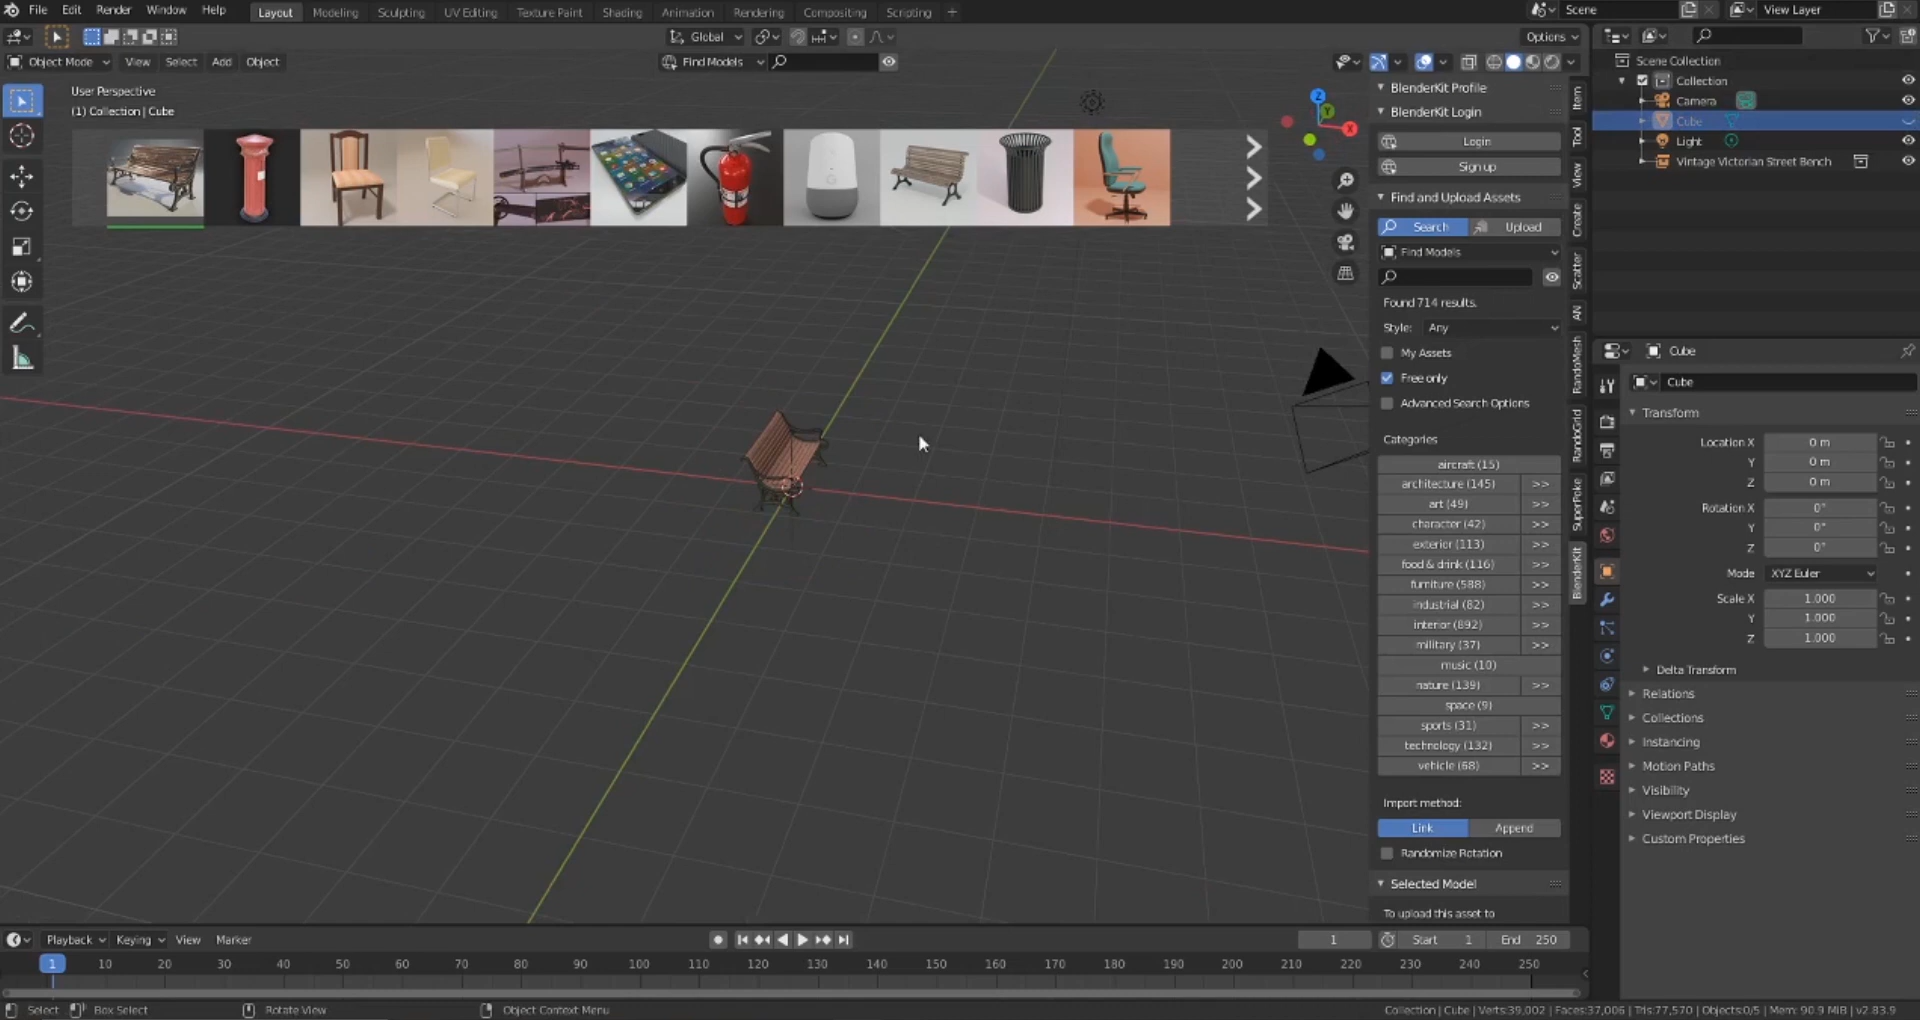 File Edit Render Window Help Layout Modeling Sculpting UV Editing Texture Paint Shading Animation Rendering Compositing Scripting + Scene View Layer
Global Options
Object Mode View Select Add Object Find Models
User Perspective
(1) Collection | Cube
BlenderKit Profile
BlenderKit Login
Login
Sign up
Find and Upload Assets
Search Upload
Find Models
Found 714 results.
Style: Any
My Assets
Free only
Advanced Search Options
Categories
aircraft (15)
architecture (145) >>
art (49) >>
character (42) >>
exterior (113) >>
food & drink (116) >>
furniture (588) >>
industrial (82) >>
interior (892) >>
military (37) >>
music (10)
nature (139) >>
space (9)
sports (31) >>
technology (132) >>
vehicle (68) >>
Import method:
Link Append
Randomize Rotation
Selected Model
To upload this asset to
Item
Tool
View
Create
Scatter
AN
RandoMesh
RandoGrid
SuperPoke
BlenderKit
Z
Y
X
G
Scene Collection
Collection
Camera
Cube
Light
Vintage Victorian Street Bench
Cube
Cube
Transform
Location X 0 m
Y 0 m
Z 0 m
Rotation X 0°
Y 0°
Z 0°
Mode XYZ Euler
Scale X 1.000
Y 1.000
Z 1.000
Delta Transform
Relations
Collections
Instancing
Motion Paths
Visibility
Viewport Display
Custom Properties
Playback Keying View Marker 1 Start 1 End 250
1 10 20 30 40 50 60 70 80 90 100 110 120 130 140 150 160 170 180 190 200 210 220 230 240 250
Select Box Select Rotate View Object Context Menu Collection | Cube | Verts:39,002 | Faces:37,006 | Tris:77,570 | Objects:0/5 | Mem: 90.9 MiB | v2.83.9